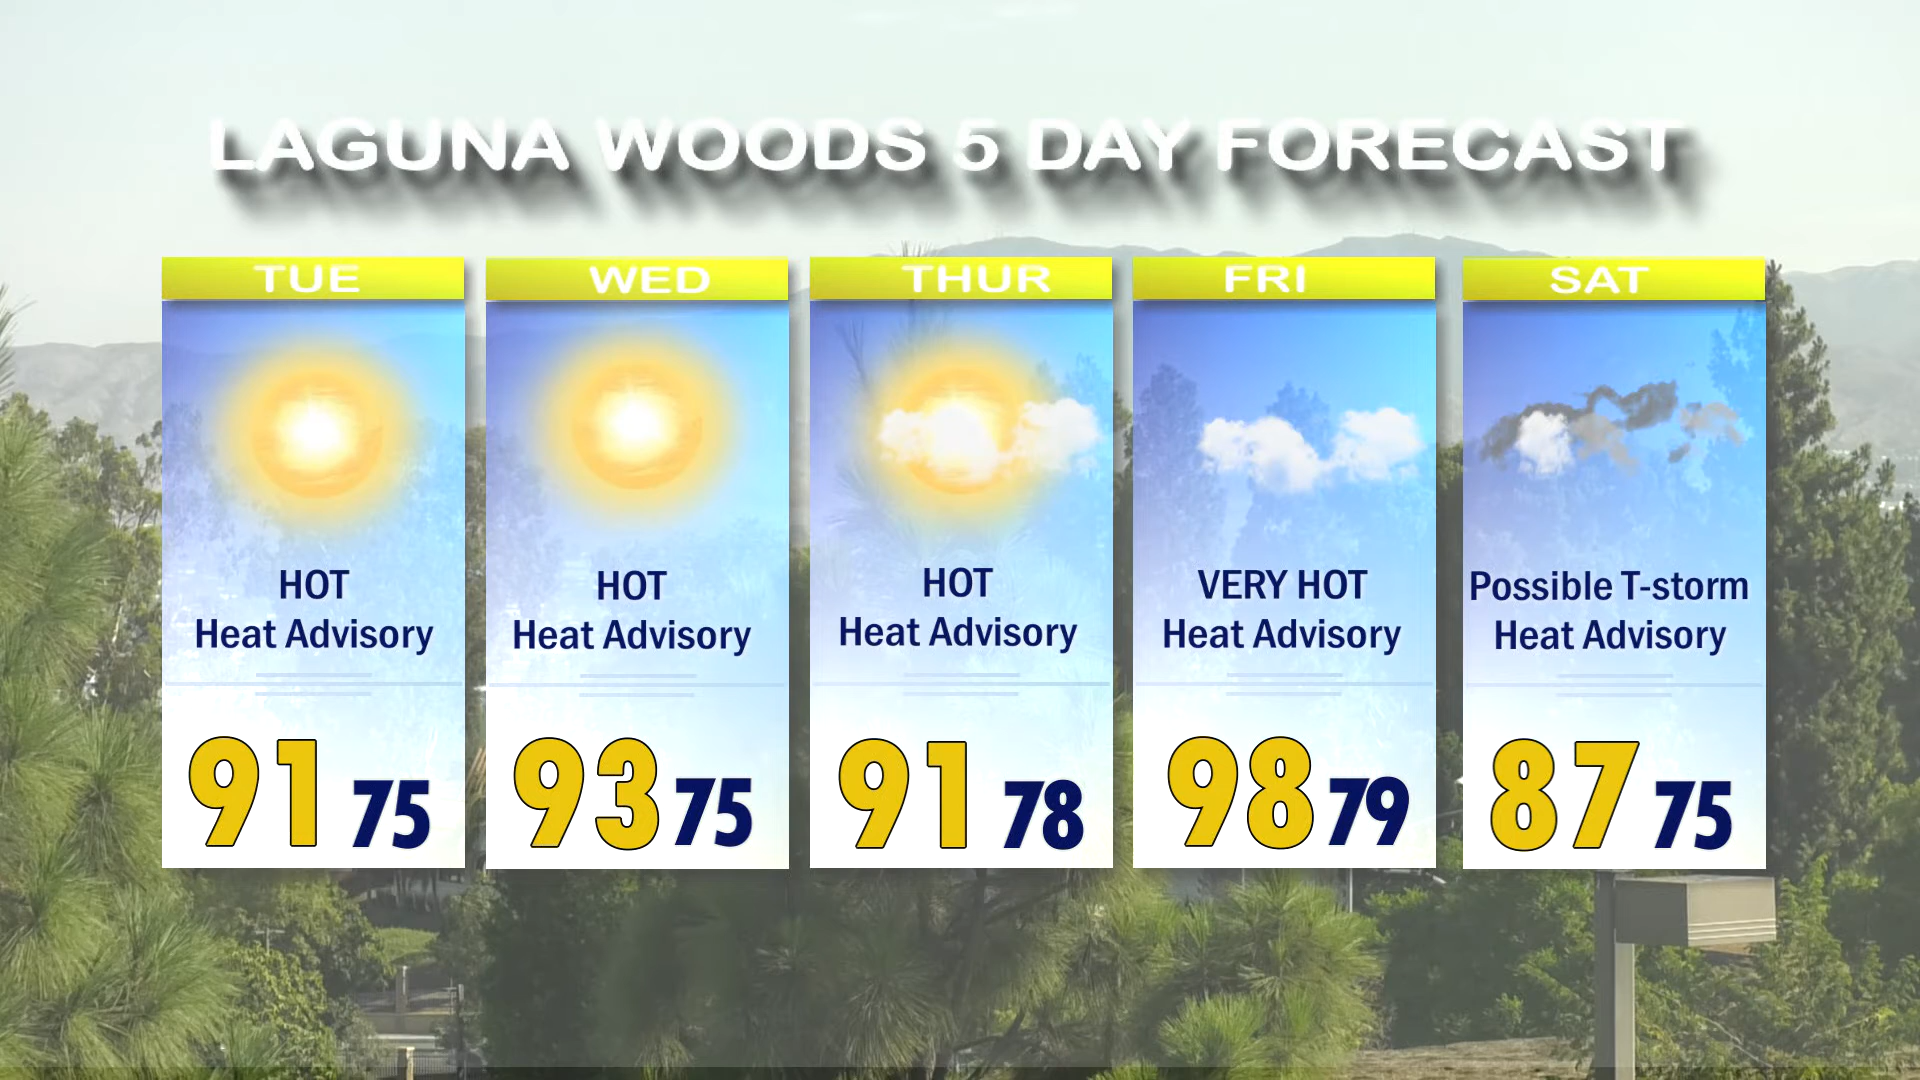 LAGUNA WOODS 5 DAY FORECAST
TUE
HOT
Heat Advisory
91 75
WED
HOT
Heat Advisory
93 75
THUR
HOT
Heat Advisory
91 78
FRI
VERY HOT
Heat Advisory
98 79
SAT
Possible T-storm
Heat Advisory
87 75